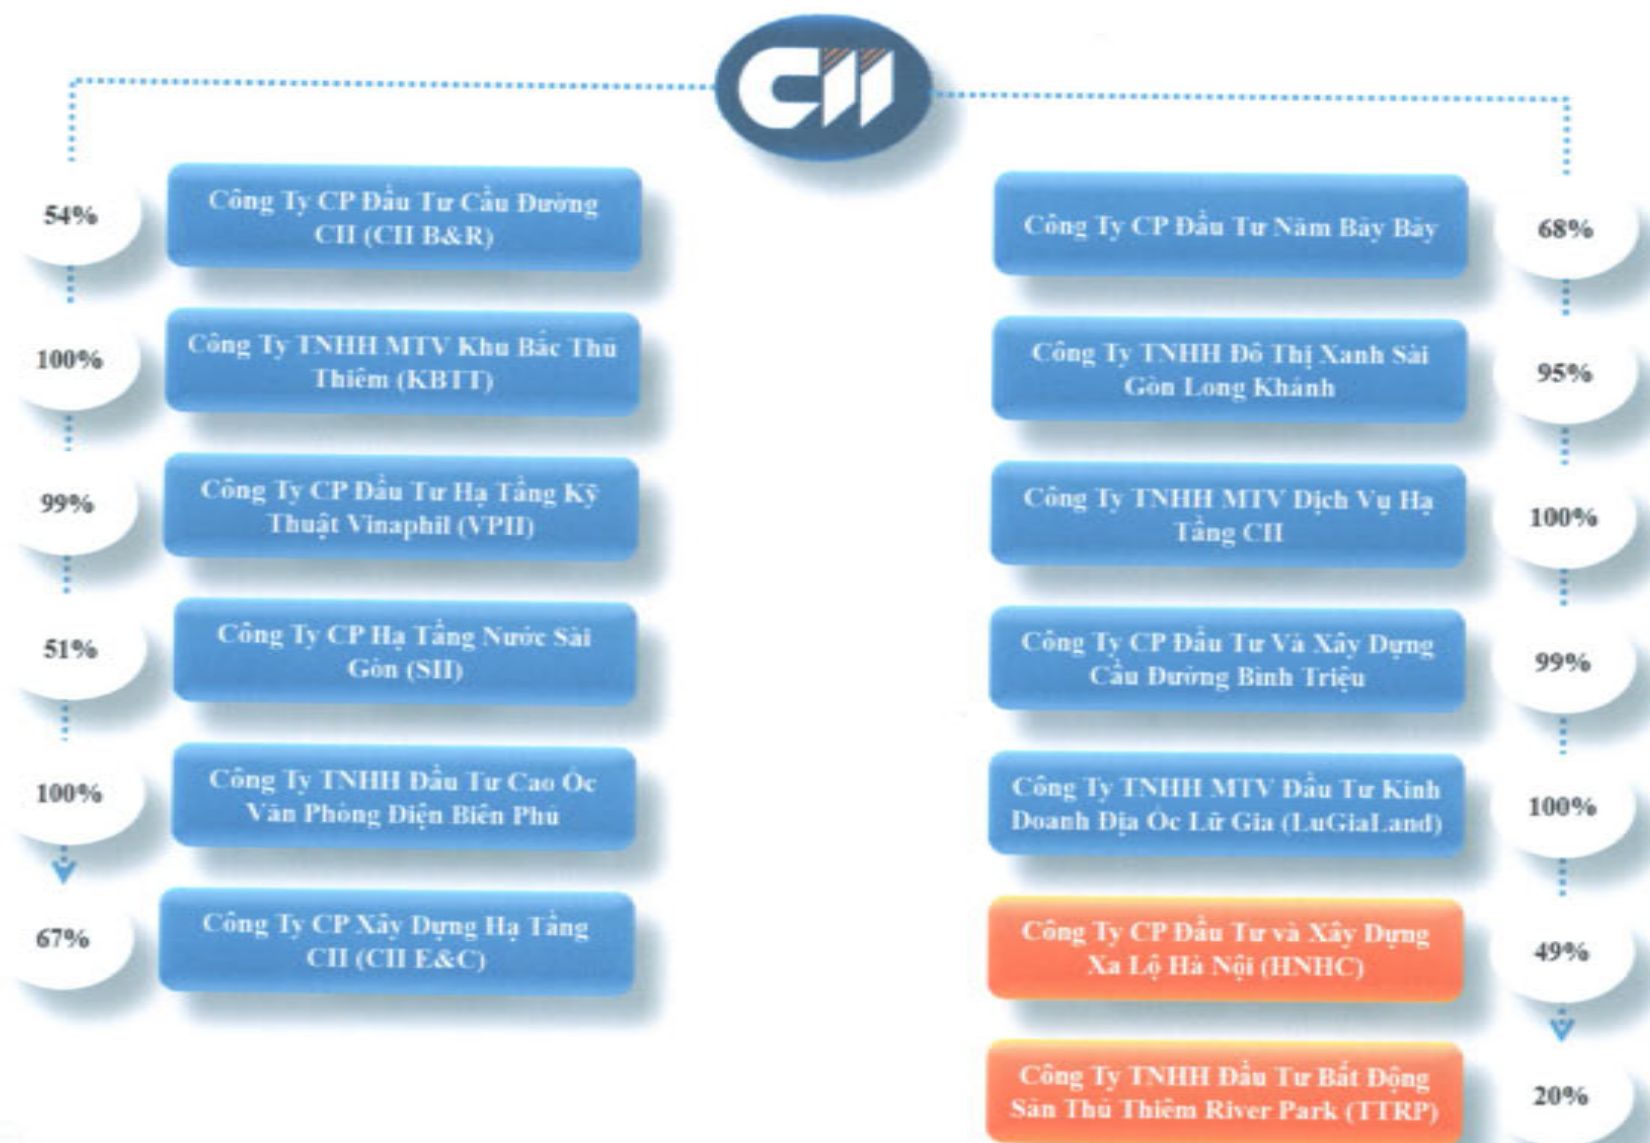 CII
54%
Công Ty CP Đầu Tư Cầu Đường
CII (CII B&R)
100%
Công Ty TNHH MTV Khu Bắc Thủ
Thiêm (KBTT)
99%
Công Ty CP Đầu Tư Hạ Tầng Kỹ
Thuật Vinaphil (VPII)
51%
Công Ty CP Hạ Tầng Nước Sài
Gòn (SII)
100%
Công Ty TNHH Đầu Tư Cao Ốc
Văn Phòng Diện Biên Phủ
67%
Công Ty CP Xây Dựng Hạ Tầng
CII (CII E&C)
Công Ty CP Đầu Tư Năm Bảy Bảy
68%
Công Ty TNHH Đô Thị Xanh Sài
Gòn Long Khánh
95%
Công Ty TNHH MTV Dịch Vụ Hạ
Tầng CII
100%
Công Ty CP Đầu Tư Và Xây Dựng
Cầu Đường Bình Triệu
99%
Công Ty TNHH MTV Đầu Tư Kinh
Doanh Địa Ốc Lữ Gia (LuGiaLand)
100%
Công Ty CP Đầu Tư và Xây Dựng
Xa Lộ Hà Nội (HNHC)
49%
Công Ty TNHH Đầu Tư Bất Động
Sản Thủ Thiêm River Park (TTRP)
20%